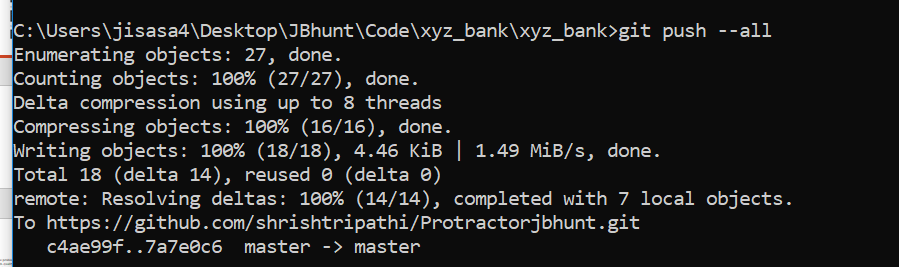 C:\Users\jisasa4\Desktop\JBhunt\Code\xyz_bank\xyz_bank>git push --all
Enumerating objects: 27, done.
Counting objects: 100% (27/27), done.
Delta compression using up to 8 threads
Compressing objects: 100% (16/16), done.
Writing objects: 100% (18/18), 4.46 KiB | 1.49 MiB/s, done.
Total 18 (delta 14), reused 0 (delta 0)
remote: Resolving deltas: 100% (14/14), completed with 7 local objects.
To https://github.com/shrishtripathi/Protractorjbhunt.git
   c4ae99f..7a7e0c6  master -> master